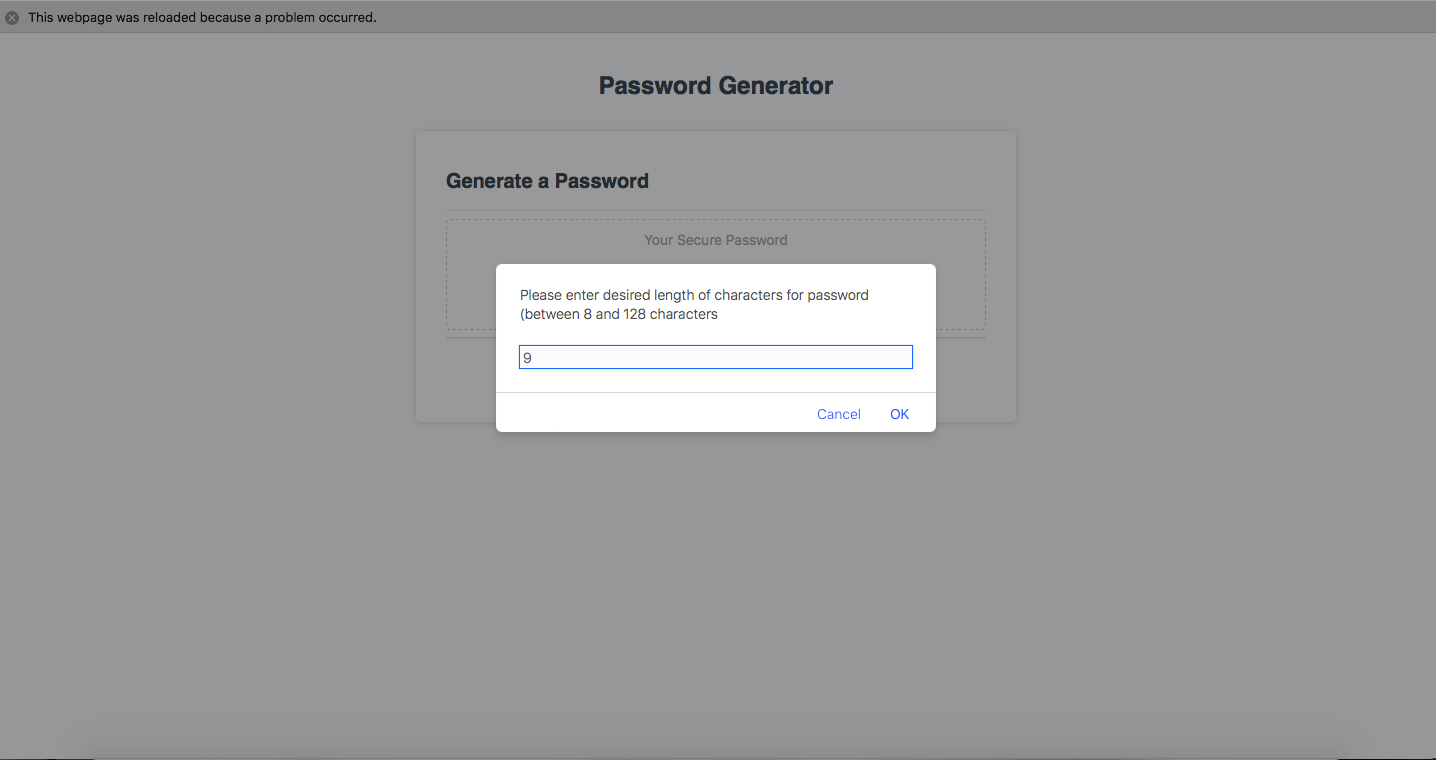 This webpage was reloaded because a problem occurred.
Password Generator
Generate a Password
Your Secure Password
Please enter desired length of characters for password
(between 8 and 128 characters
9
Cancel OK